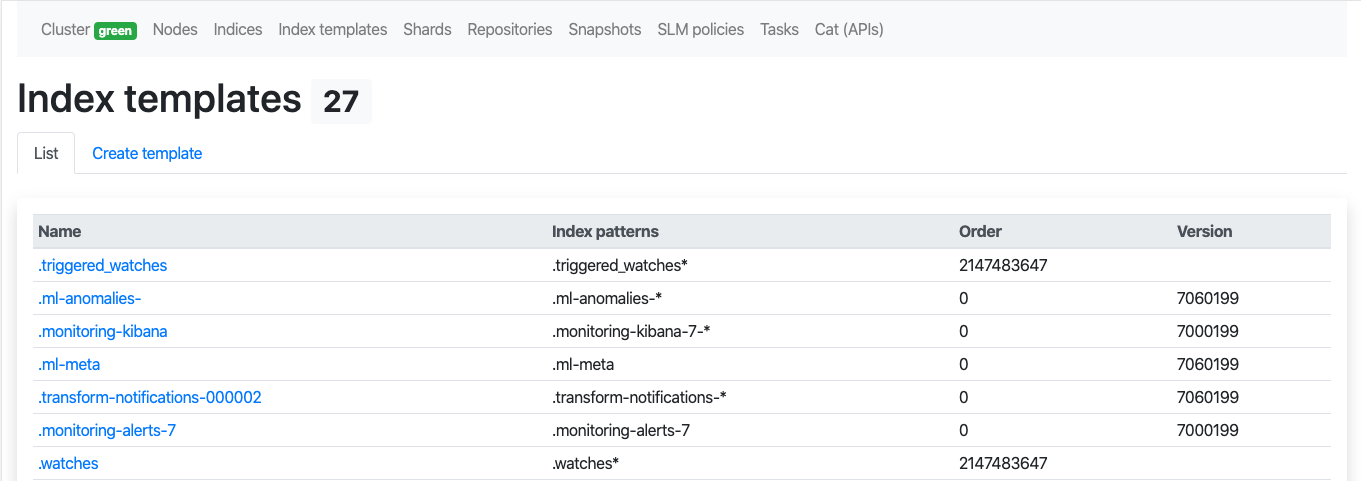 Cluster green Nodes Indices Index templates Shards Repositories Snapshots SLM policies Tasks Cat (APIs)
Index templates 27
List Create template
Name Index patterns Order Version
.triggered_watches .triggered_watches* 2147483647
.ml-anomalies- .ml-anomalies-* 0 7060199
.monitoring-kibana .monitoring-kibana-7-* 0 7000199
.ml-meta .ml-meta 0 7060199
.transform-notifications-000002 .transform-notifications-* 0 7060199
.monitoring-alerts-7 .monitoring-alerts-7 0 7000199
.watches .watches* 2147483647